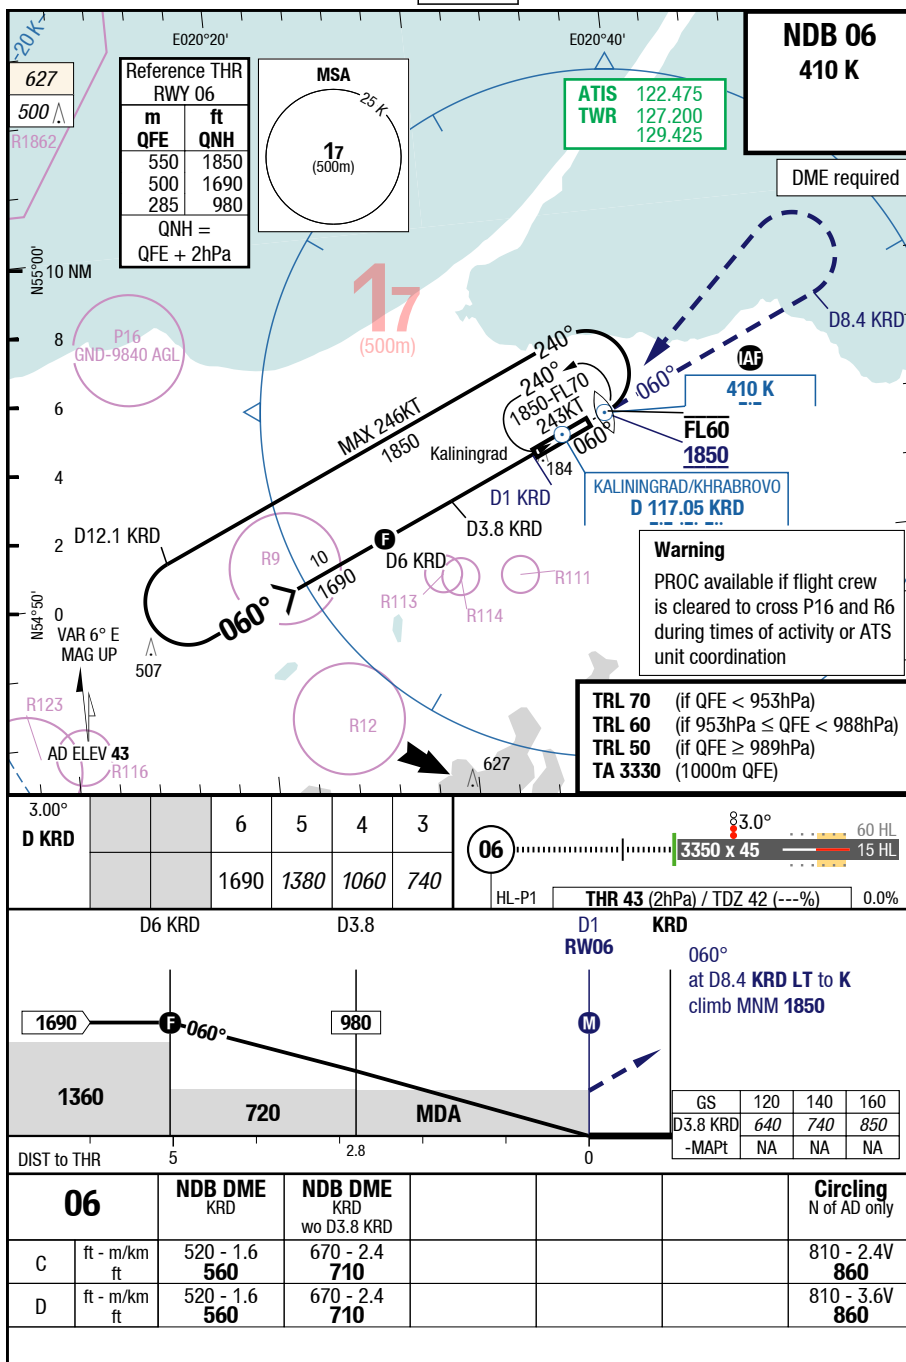 NDB 06
410 K
DME required
E020°20'
E020°40'
20 K
627
500
R1862
Reference THR
RWY 06
m ft
QFE QNH
550 1850
500 1690
285 980
QNH =
QFE + 2hPa
MSA
25 K
17
(500m)
ATIS 122.475
TWR 127.200
129.425
N55°00'
10 NM
17
(500m)
D8.4 KRD
P16
GND-9840 AGL
8
240°
IAF
240°
060°
410 K
1850-FL70
243KT
MAX 246KT
1850
6
FL60
1850
060°
Kaliningrad
184
4
D1 KRD
KALININGRAD/KHRABROVO
D 117.05 KRD
D12.1 KRD
D3.8 KRD
2
F
R9
10
1690
D6 KRD
R111
R113
R114
Warning
PROC available if flight crew
is cleared to cross P16 and R6
during times of activity or ATS
unit coordination
N54°50'
0
060°
VAR 6° E
MAG UP
507
R123
R12
AD ELEV 43
R116
627
TRL 70 (if QFE < 953hPa)
TRL 60 (if 953hPa ≤ QFE < 988hPa)
TRL 50 (if QFE ≥ 989hPa)
TA 3330 (1000m QFE)
3.00°
D KRD
6 5 4 3
1690 1380 1060 740
06
3.0°
60 HL
3350 x 45
15 HL
HL-P1
THR 43 (2hPa) / TDZ 42 (---%)
0.0%
D6 KRD D3.8 D1 KRD
RW06
060°
at D8.4 KRD LT to K
climb MNM 1850
1690
F
060°
980
M
1360
720
MDA
GS 120 140 160
D3.8 KRD 640 740 850
-MAPt NA NA NA
DIST to THR 5 2.8 0
06
NDB DME
KRD
NDB DME
KRD
wo D3.8 KRD
Circling
N of AD only
C ft - m/km 520 - 1.6 670 - 2.4 810 - 2.4V
ft 560 710 860
D ft - m/km 520 - 1.6 670 - 2.4 810 - 3.6V
ft 560 710 860